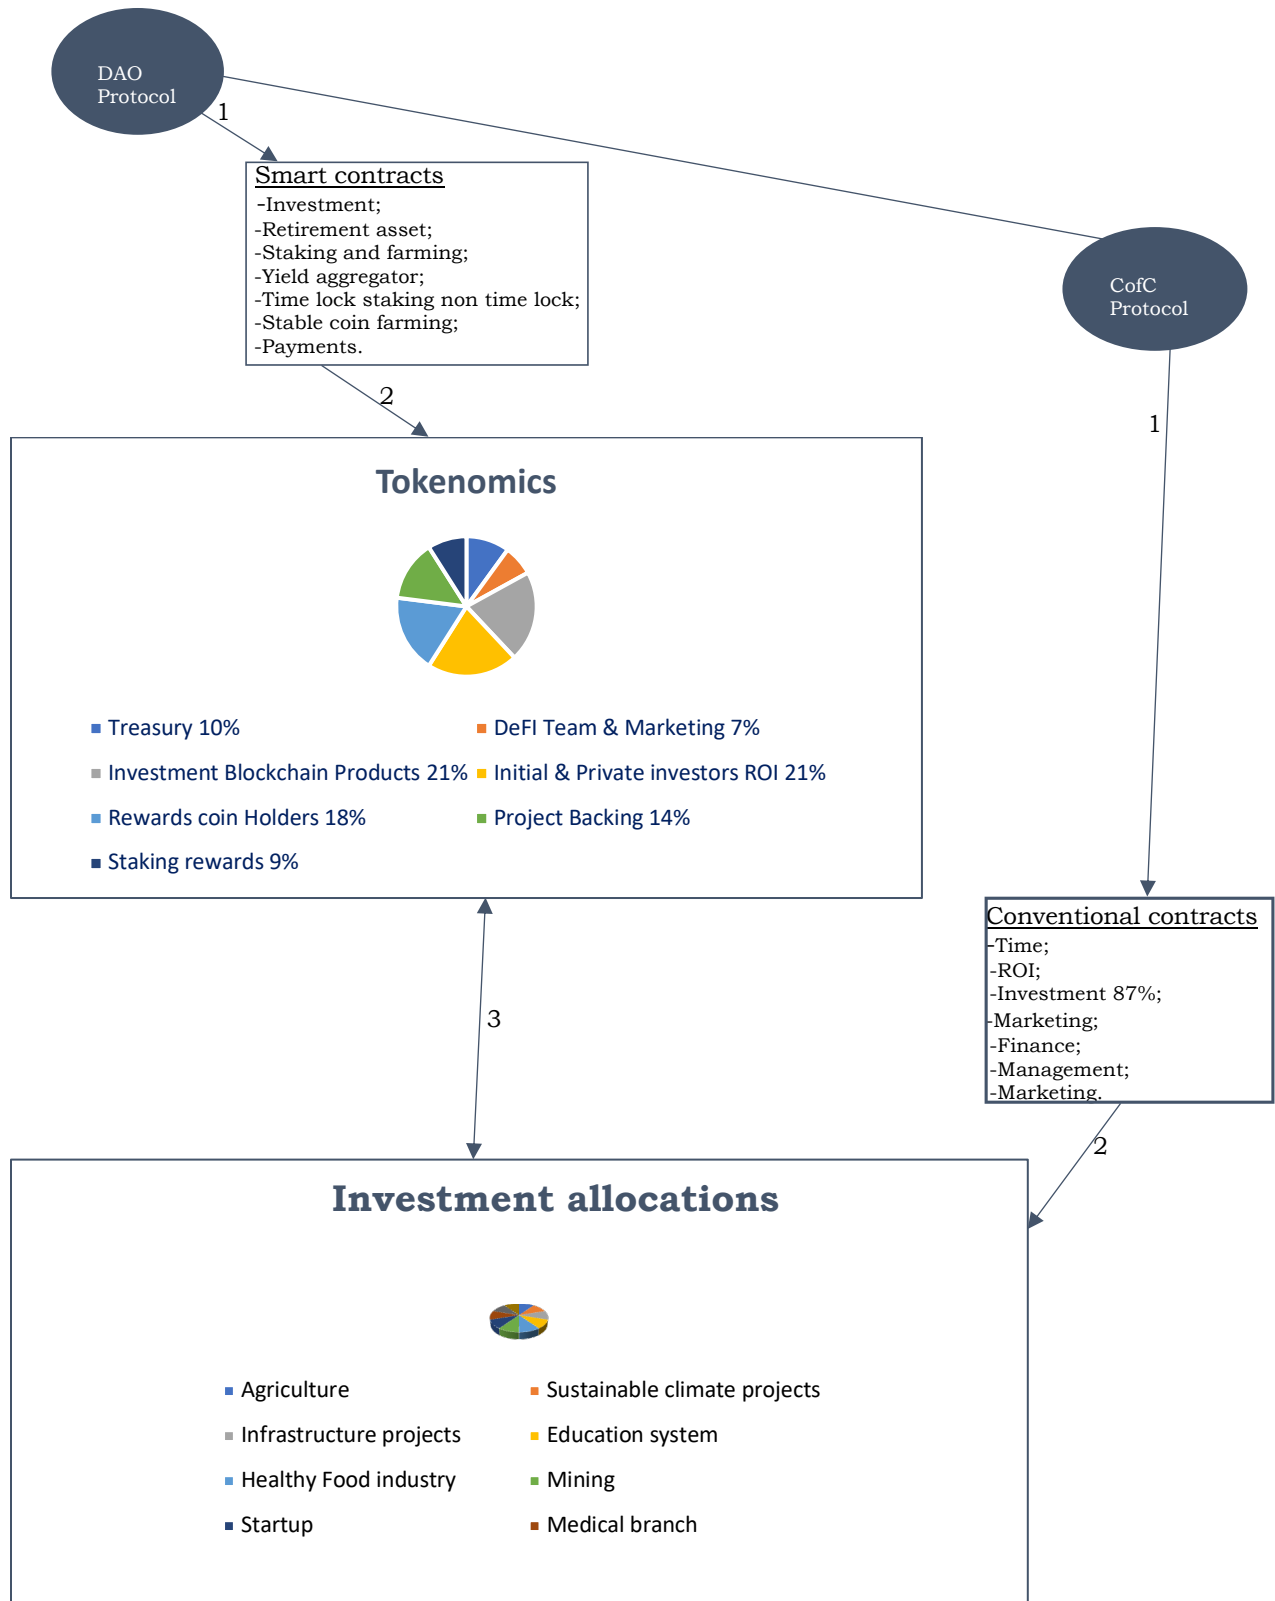 DAO
Protocol
1
Smart contracts
-Investment;
-Retirement asset;
-Staking and farming;
-Yield aggregator;
-Time lock staking non time lock;
-Stable coin farming;
-Payments.
CofC
Protocol
2
1
Tokenomics
Treasury 10%
DeFI Team & Marketing 7%
Investment Blockchain Products 21%
Initial & Private investors ROI 21%
Rewards coin Holders 18%
Project Backing 14%
Staking rewards 9%
Conventional contracts
-Time;
-ROI;
-Investment 87%;
-Marketing;
-Finance;
-Management;
-Marketing.
3
2
Investment allocations
Agriculture
Sustainable climate projects
Infrastructure projects
Education system
Healthy Food industry
Mining
Startup
Medical branch